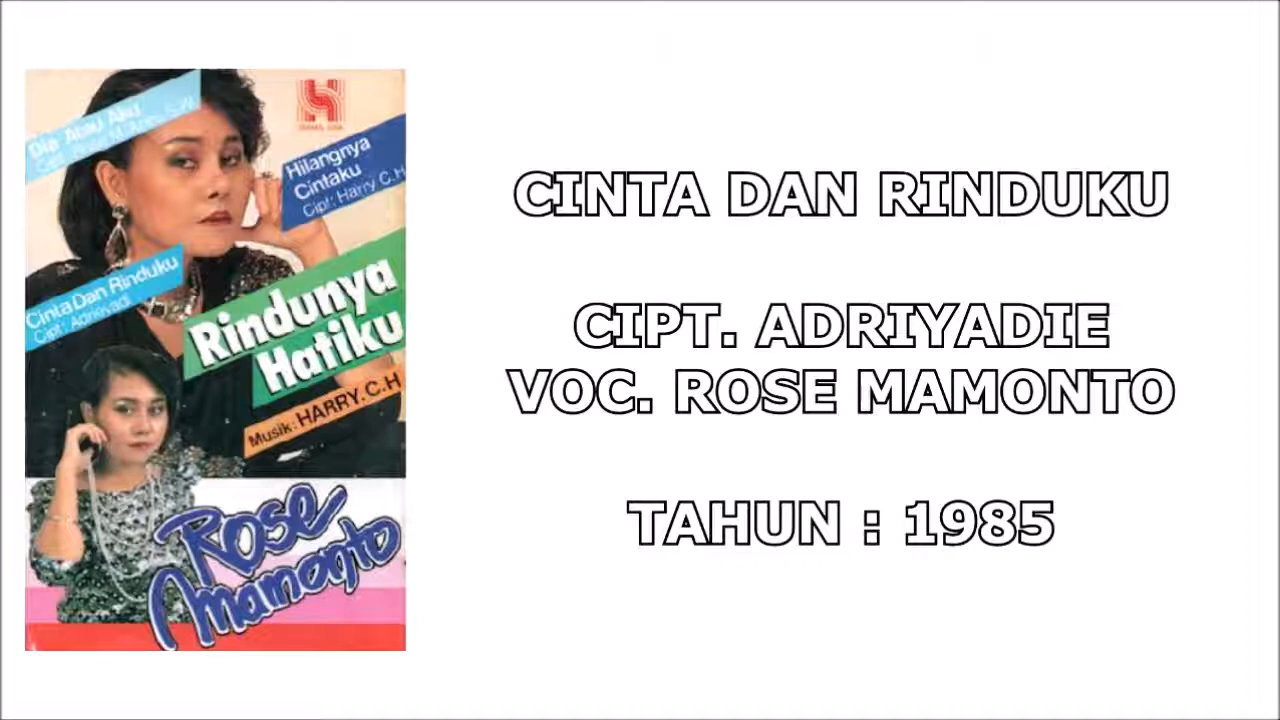 Dia Atau Aku
Hilangnya
Cintaku
Cipt: Harry C.H
Cinta Dan Rinduku
Cipt: Adrieyadi
Rindunya
Hatiku
Musik: HARRY.C.H
Rose
Mamonto
CINTA DAN RINDUKU
CIPT. ADRIYADIE
VOC. ROSE MAMONTO
TAHUN : 1985